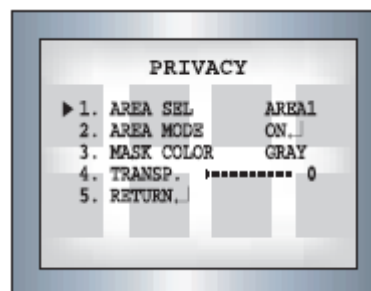 PRIVACY
▶1. AREA SEL AREA1
2. AREA MODE ON↲
3. MASK COLOR GRAY
4. TRANSP. 0
5. RETURN↲